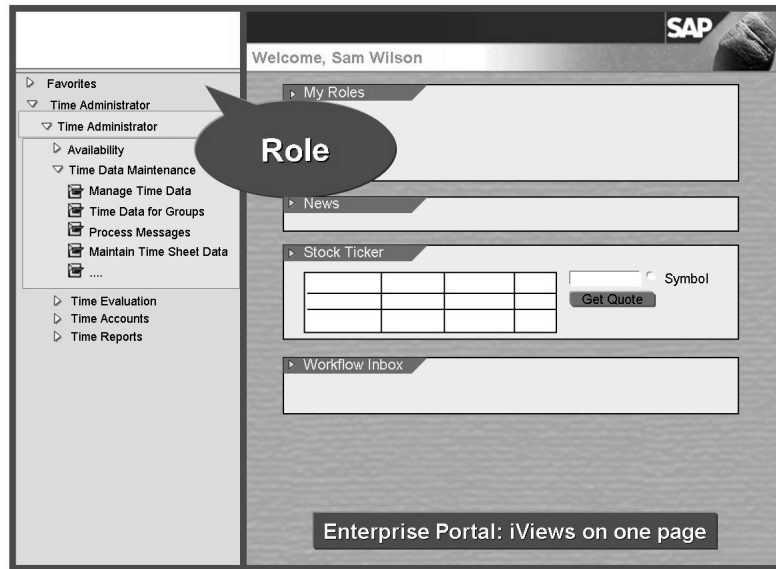 SAP
Welcome, Sam Wilson
Favorites
Time Administrator
Time Administrator
Availability
Time Data Maintenance
Manage Time Data
Time Data for Groups
Process Messages
Maintain Time Sheet Data
....
Time Evaluation
Time Accounts
Time Reports
Role
My Roles
News
Stock Ticker
Symbol
Get Quote
Workflow Inbox
Enterprise Portal: iViews on one page